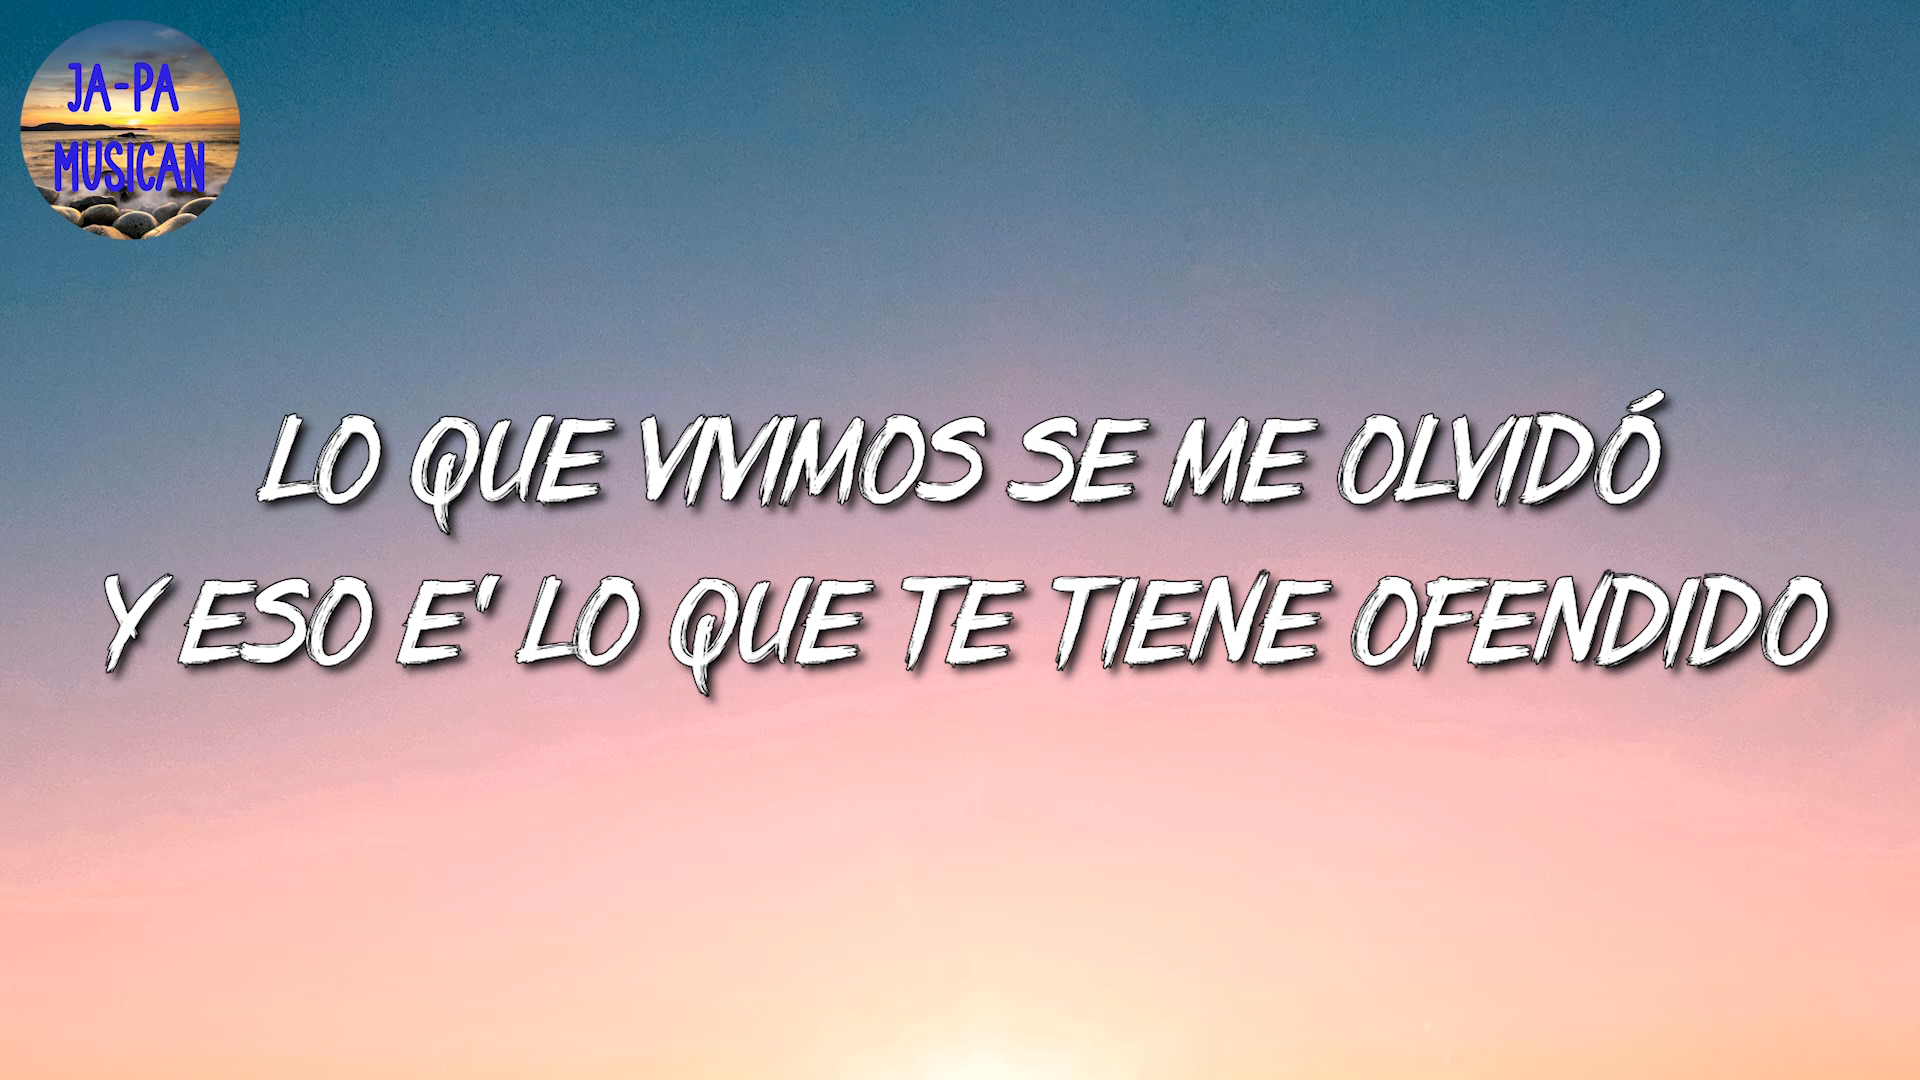 JA-PA
MUSICAN
LO QUE VIVIMOS SE ME OLVIDÓ
Y ESO E' LO QUE TE TIENE OFENDIDO